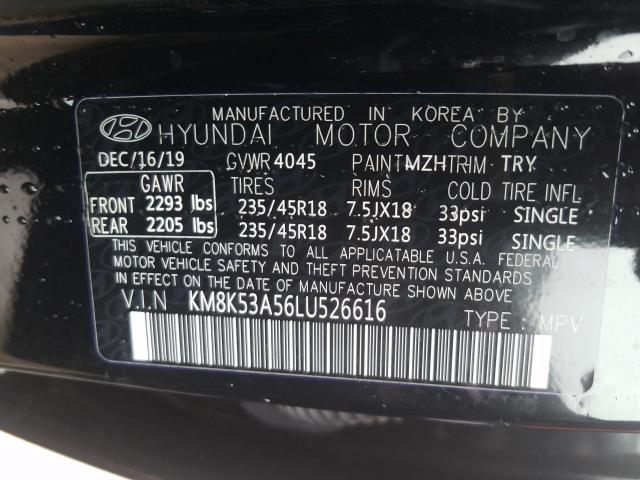 MANUFACTURED IN KOREA BY
HYUNDAI MOTOR COMPANY
DEC/16/19 GVWR 4045 PAINT MZH TRIM TRY
GAWR TIRES RIMS COLD TIRE INFL
FRONT 2293 lbs 235/45R18 7.5JX18 33psi SINGLE
REAR 2205 lbs 235/45R18 7.5JX18 33psi SINGLE
THIS VEHICLE CONFORMS TO ALL APPLICATABLE U.S.A. FEDERAL
MOTOR VEHICLE SAFETY AND THEFT PREVENTION STANDARDS
IN EFFECT ON THE DATE OF MANUFACTURE SHOWN ABOVE.
V.I.N KM8K53A56LU526616 TYPE : MPV